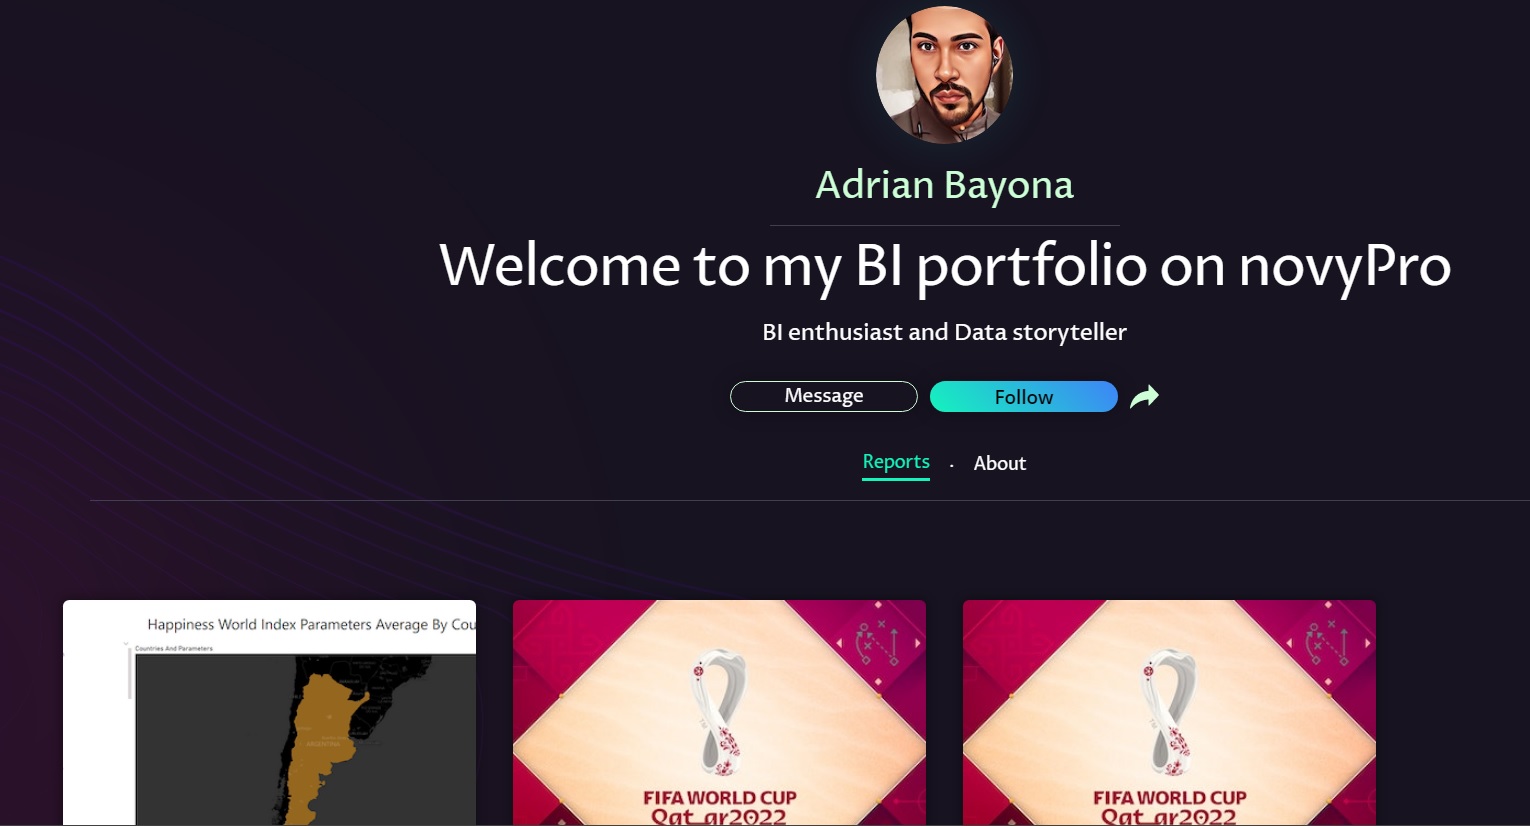 Adrian Bayona
Welcome to my BI portfolio on novyPro
BI enthusiast and Data storyteller
Message
Follow
Reports · About
Happiness World Index Parameters Average By Cou
Countries And Parameters
ARGENTINA
FIFA WORLD CUP
Qat_ar2022
FIFA WORLD CUP
Qat_ar2022